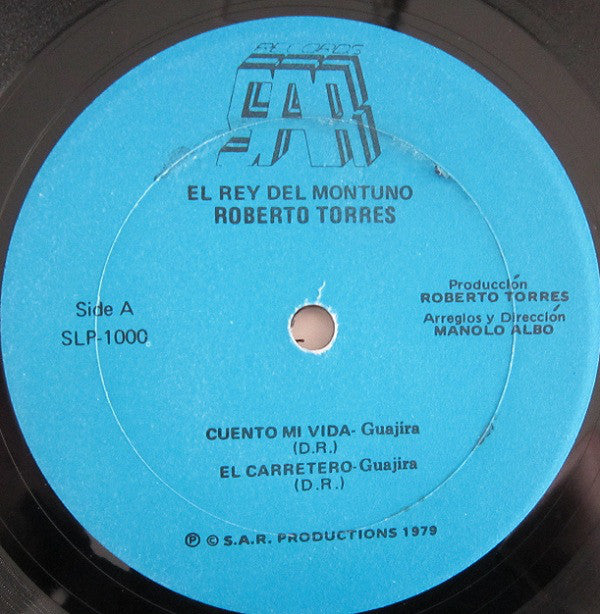 RECORDS
SAR
EL REY DEL MONTUNO
ROBERTO TORRES
Side A
SLP-1000
Producción
ROBERTO TORRES
Arreglos y Dirección
MANOLO ALBO
CUENTO MI VIDA- Guajira
(D.R.)
EL CARRETERO-Guajira
(D.R.)
Ⓟ © S.A.R. PRODUCTIONS 1979